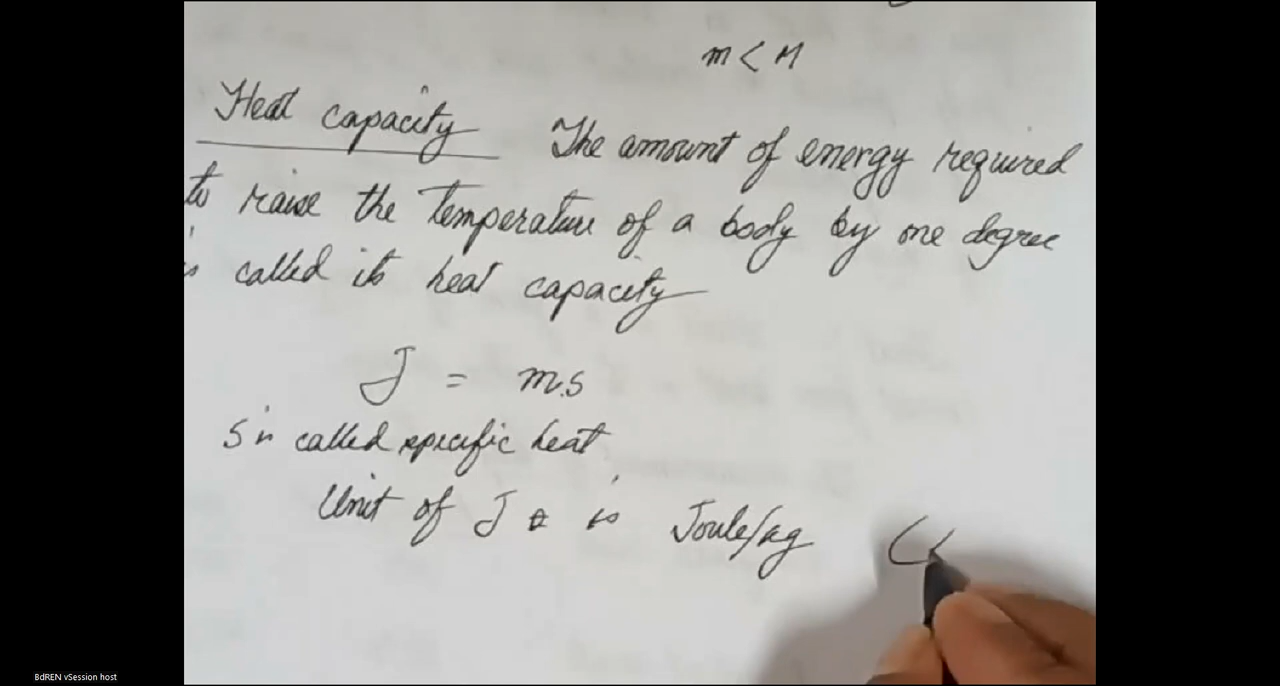 m < M
Heat capacity The amount of energy required
to raise the temperature of a body by one degree
is called its heat capacity
J = m.s
S is called specific heat
Unit of J is Joule/kg
BdREN vSession host